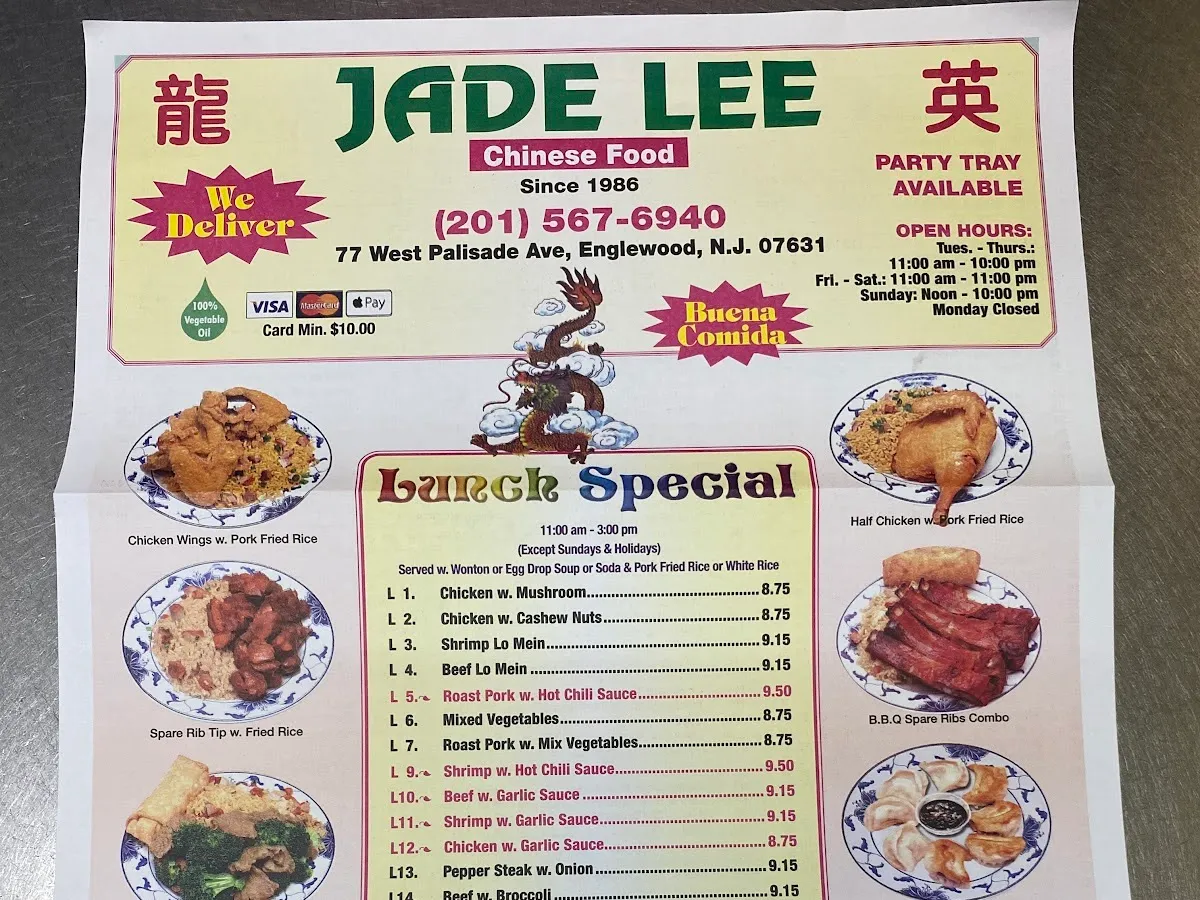 龍
JADE LEE
英
Chinese Food
Since 1986
(201) 567-6940
77 West Palisade Ave, Englewood, N.J. 07631
We
Deliver
PARTY TRAY
AVAILABLE
OPEN HOURS:
Tues. - Thurs.:
11:00 am - 10:00 pm
Fri. - Sat.: 11:00 am - 11:00 pm
Sunday: Noon - 10:00 pm
Monday Closed
100%
Vegetable
Oil
VISA MasterCard Pay
Card Min. $10.00
Buena
Comida
Chicken Wings w. Pork Fried Rice
Spare Rib Tip w. Fried Rice
Lunch Special
11:00 am - 3:00 pm
(Except Sundays & Holidays)
Served w. Wonton or Egg Drop Soup or Soda & Pork Fried Rice or White Rice
L 1. Chicken w. Mushroom 8.75
L 2. Chicken w. Cashew Nuts 8.75
L 3. Shrimp Lo Mein 9.15
L 4. Beef Lo Mein 9.15
L 5. Roast Pork w. Hot Chili Sauce 9.50
L 6. Mixed Vegetables 8.75
L 7. Roast Pork w. Mix Vegetables 8.75
L 9. Shrimp w. Hot Chili Sauce 9.50
L10. Beef w. Garlic Sauce 9.15
L11. Shrimp w. Garlic Sauce 9.15
L12. Chicken w. Garlic Sauce 8.75
L13. Pepper Steak w. Onion 9.15
L14. Beef w. Broccoli 9.15
Half Chicken w. Pork Fried Rice
B.B.Q Spare Ribs Combo